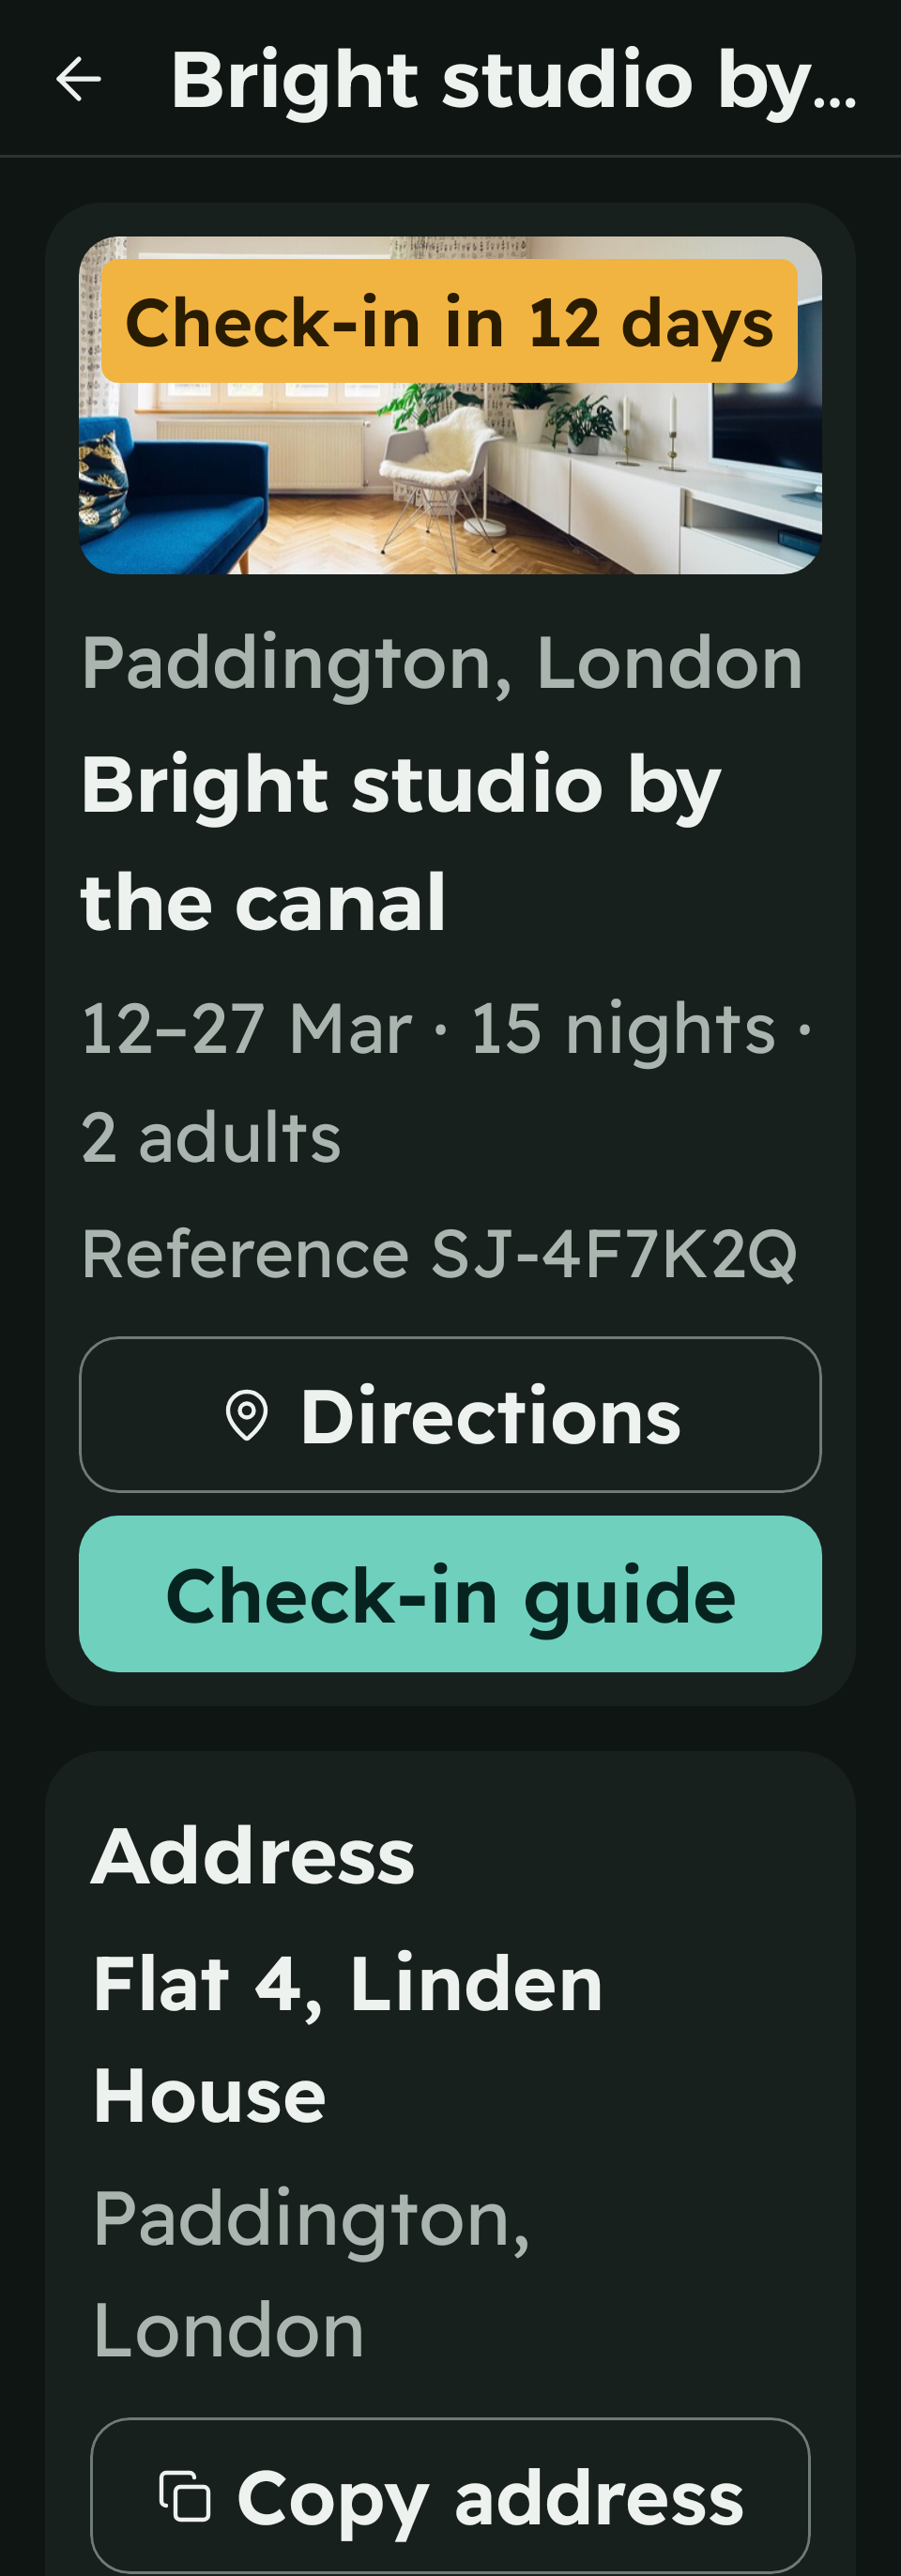 Bright studio by...
Check-in in 12 days
Paddington, London
Bright studio by
the canal
12–27 Mar · 15 nights ·
2 adults
Reference SJ-4F7K2Q
Directions
Check-in guide
Address
Flat 4, Linden
House
Paddington,
London
Copy address